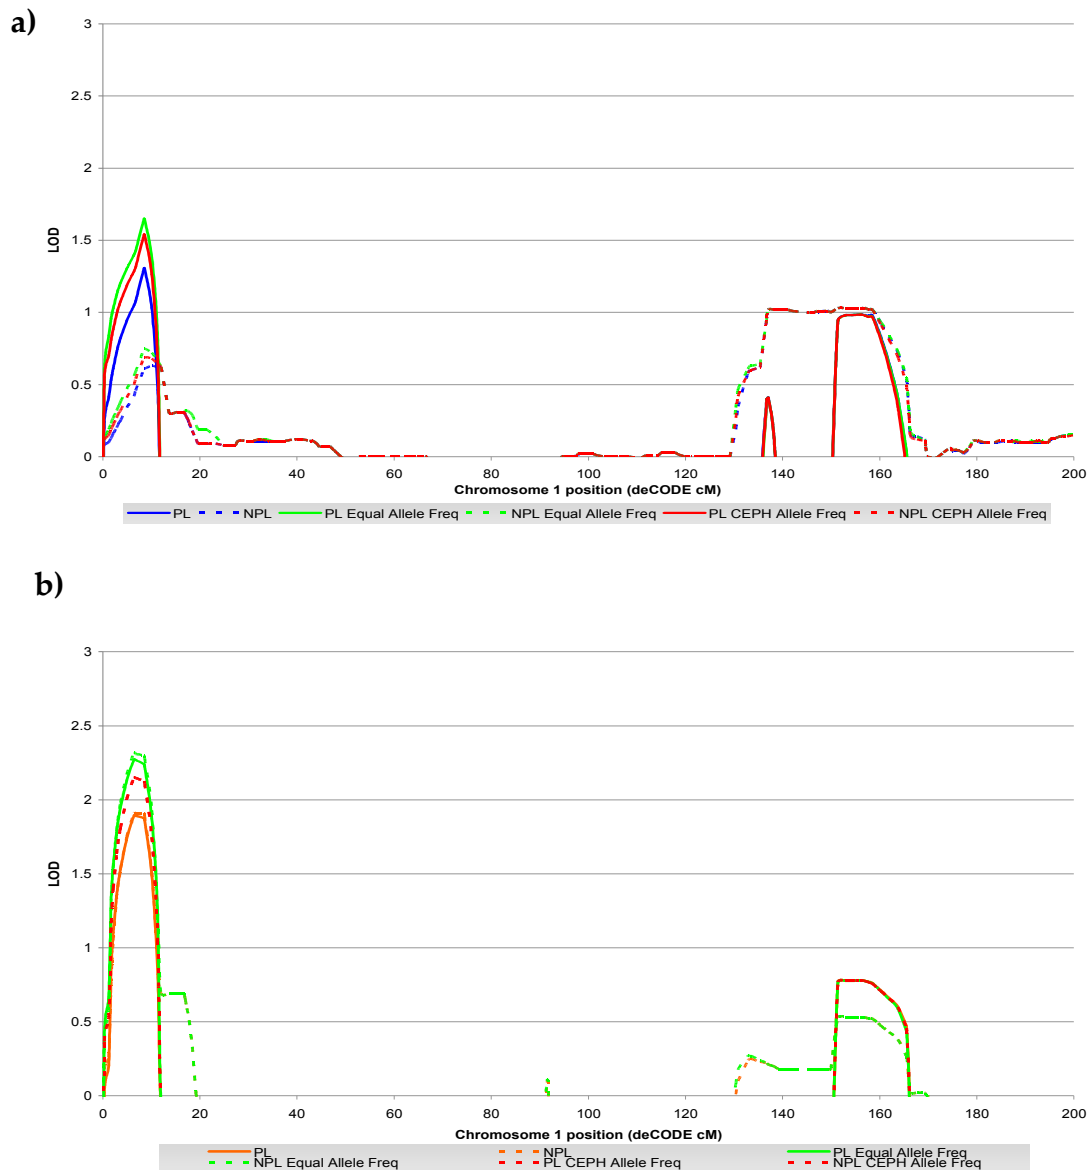 a)
3
2.5
2
1.5
1
0.5
0
LOD
0 20 40 60 80 100 120 140 160 180 200
Chromosome 1 position (deCODE cM)
PL NPL PL Equal Allele Freq NPL Equal Allele Freq PL CEPH Allele Freq NPL CEPH Allele Freq
b)
3
2.5
2
1.5
1
0.5
0
LOD
0 20 40 60 80 100 120 140 160 180 200
Chromosome 1 position (deCODE cM)
PL NPL PL Equal Allele Freq
NPL Equal Allele Freq PL CEPH Allele Freq NPL CEPH Allele Freq